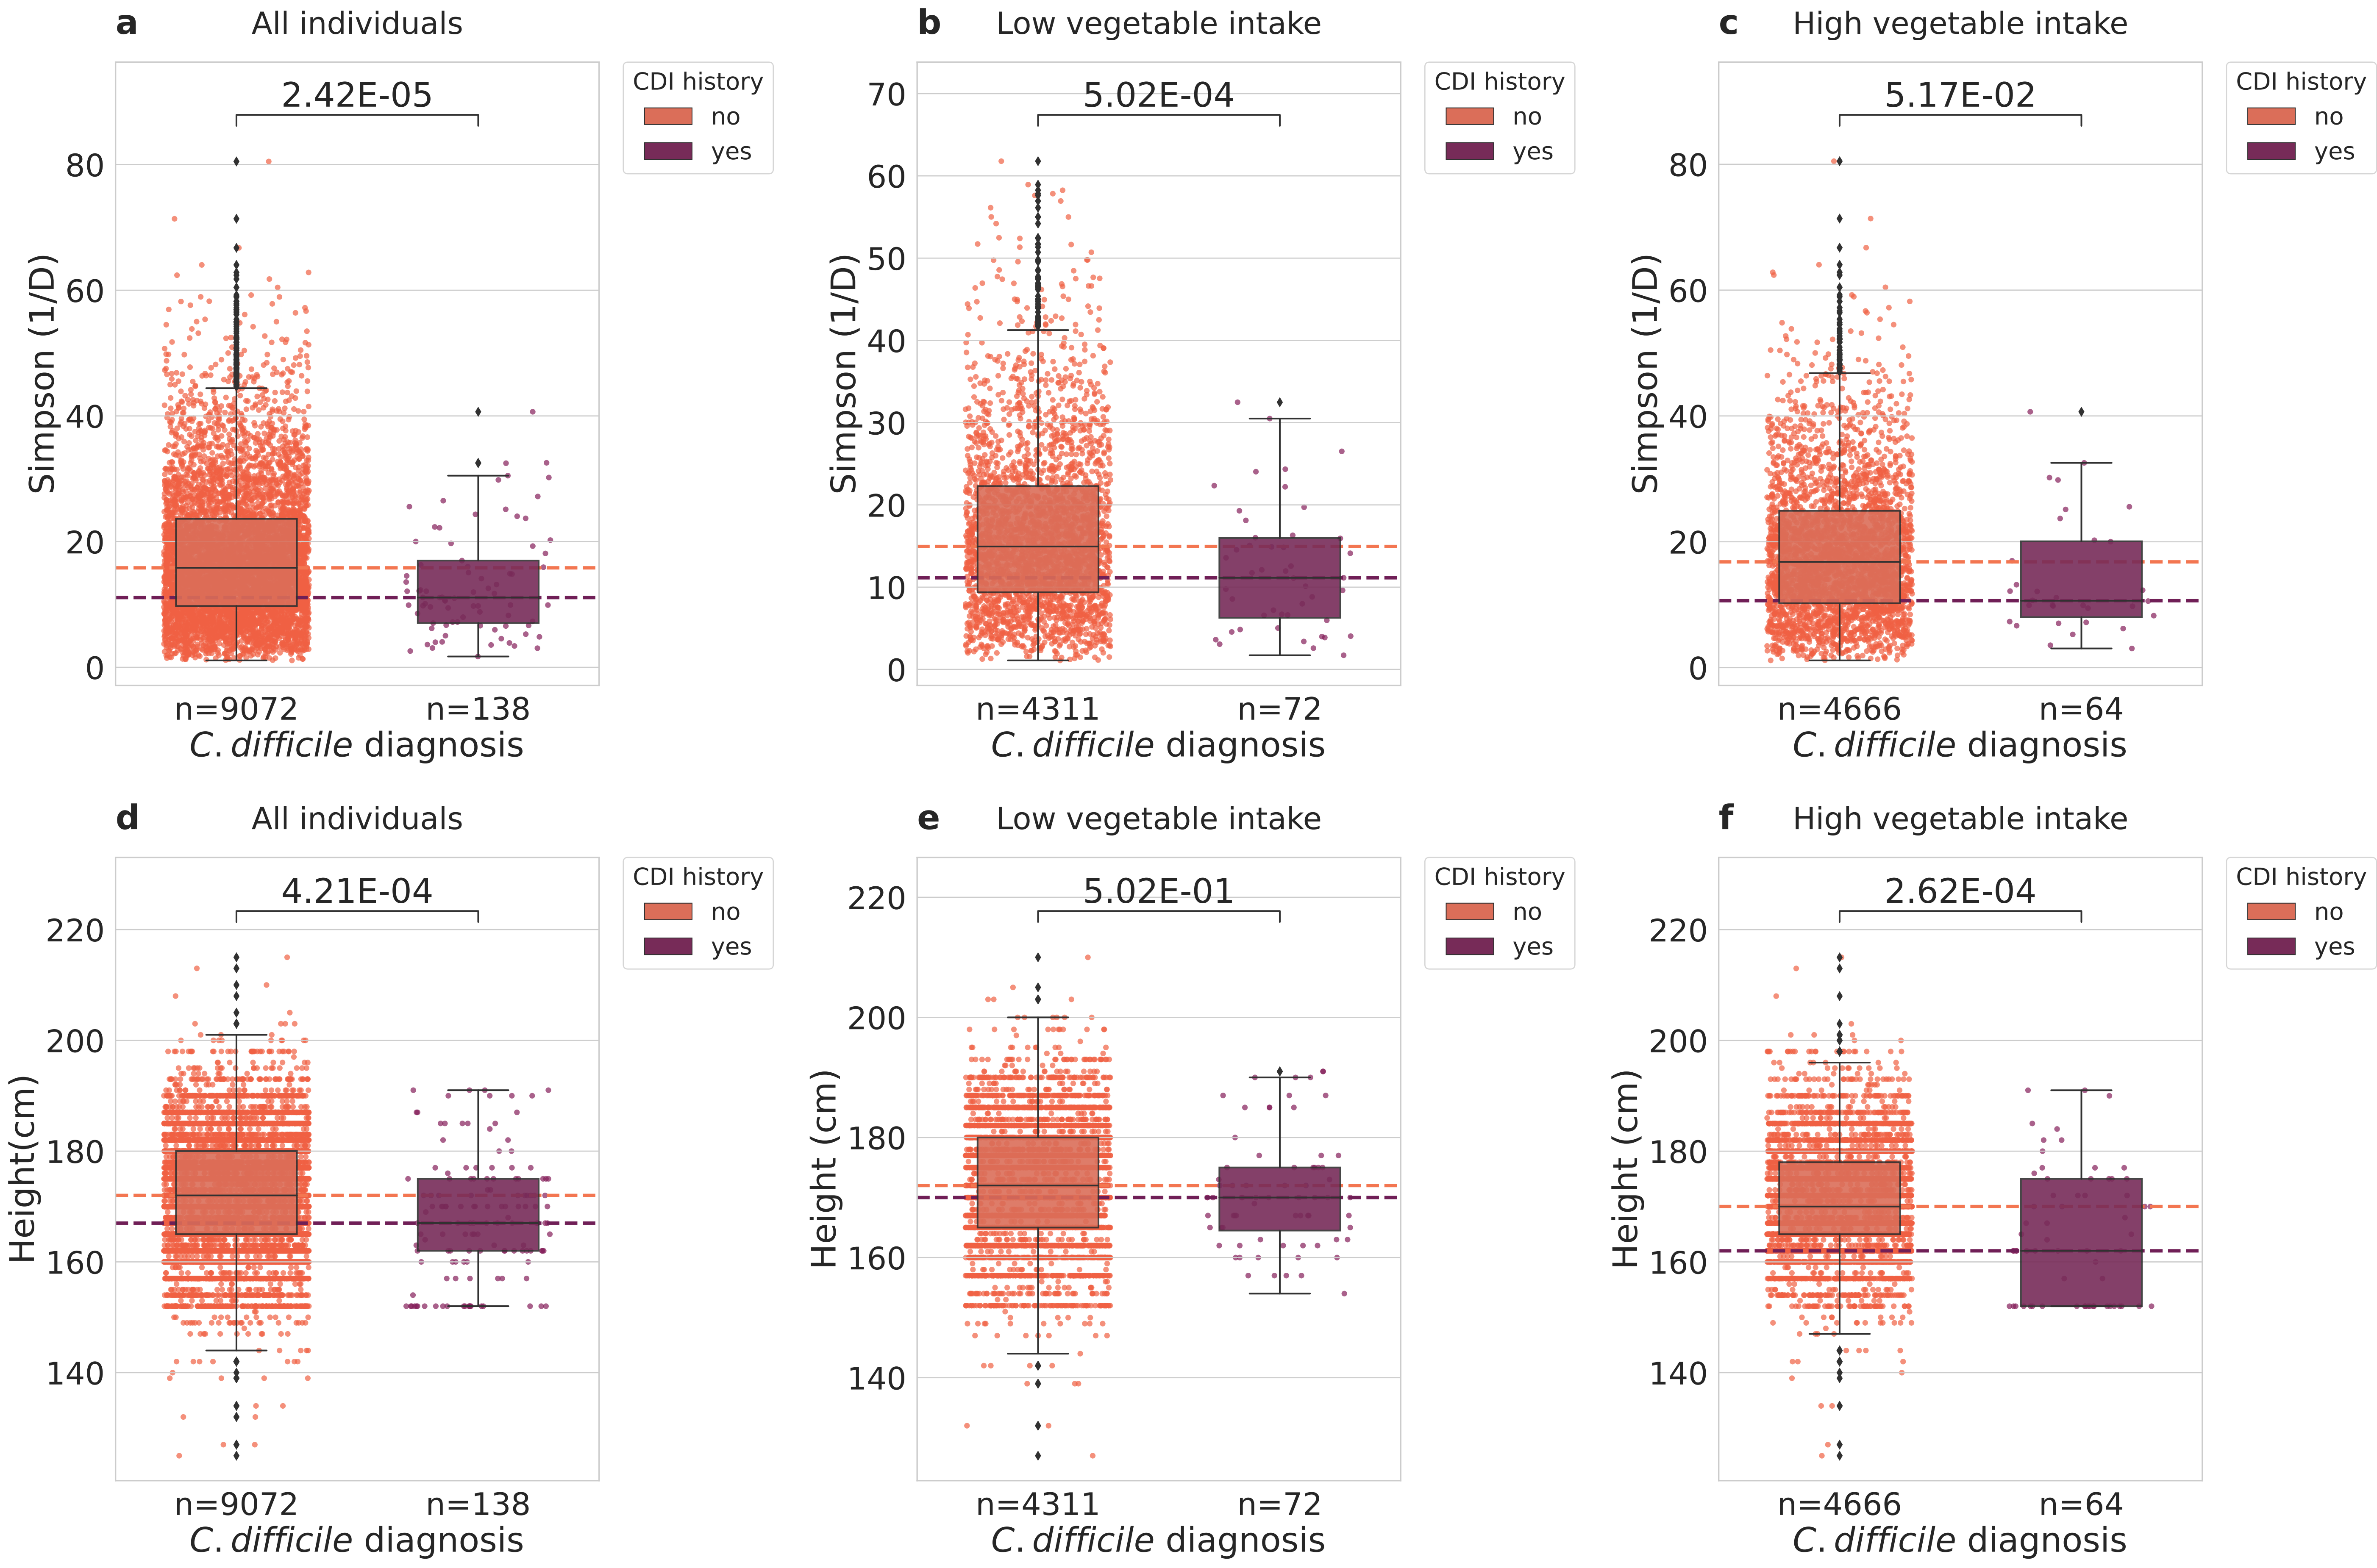 a All individuals
Simpson (1/D)
80
60
40
20
0
2.42E-05
n=9072 n=138
C. difficile diagnosis
CDI history
no
yes
b Low vegetable intake
Simpson (1/D)
70
60
50
40
30
20
10
0
5.02E-04
n=4311 n=72
C. difficile diagnosis
CDI history
no
yes
c High vegetable intake
Simpson (1/D)
80
60
40
20
0
5.17E-02
n=4666 n=64
C. difficile diagnosis
CDI history
no
yes
d All individuals
Height(cm)
220
200
180
160
140
4.21E-04
n=9072 n=138
C. difficile diagnosis
CDI history
no
yes
e Low vegetable intake
Height (cm)
220
200
180
160
140
5.02E-01
n=4311 n=72
C. difficile diagnosis
CDI history
no
yes
f High vegetable intake
Height (cm)
220
200
180
160
140
2.62E-04
n=4666 n=64
C. difficile diagnosis
CDI history
no
yes